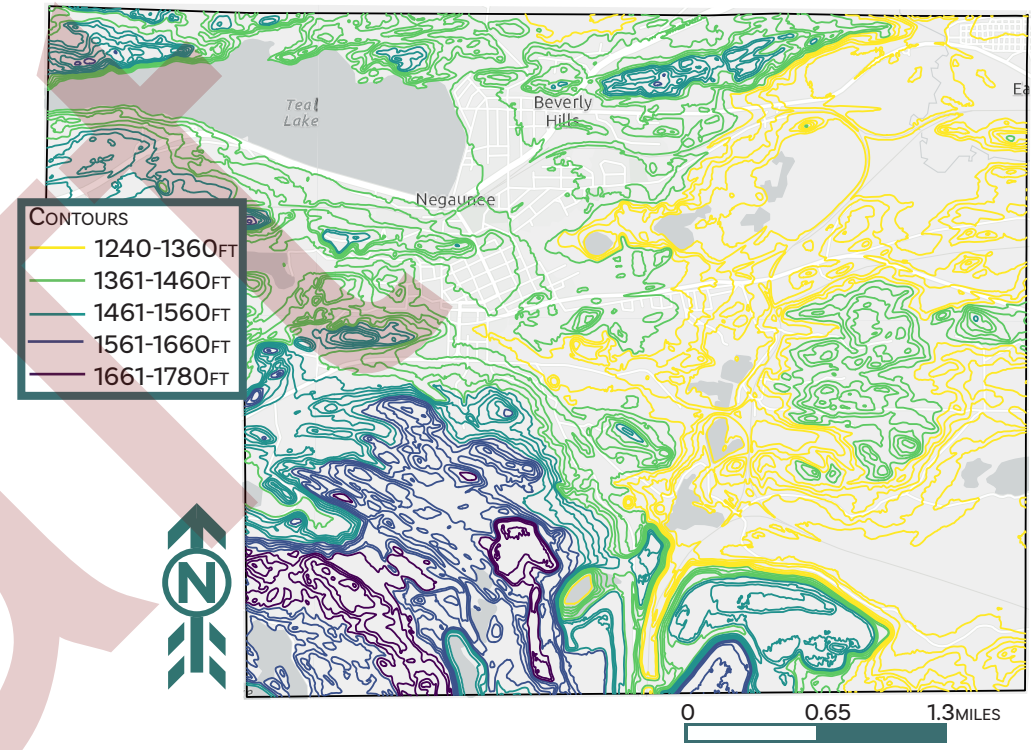 Teal
Lake
Beverly
Hills
Ea
Negaunee
CONTOURS
1240-1360FT
1361-1460FT
1461-1560FT
1561-1660FT
1661-1780FT
N
0 0.65 1.3MILES